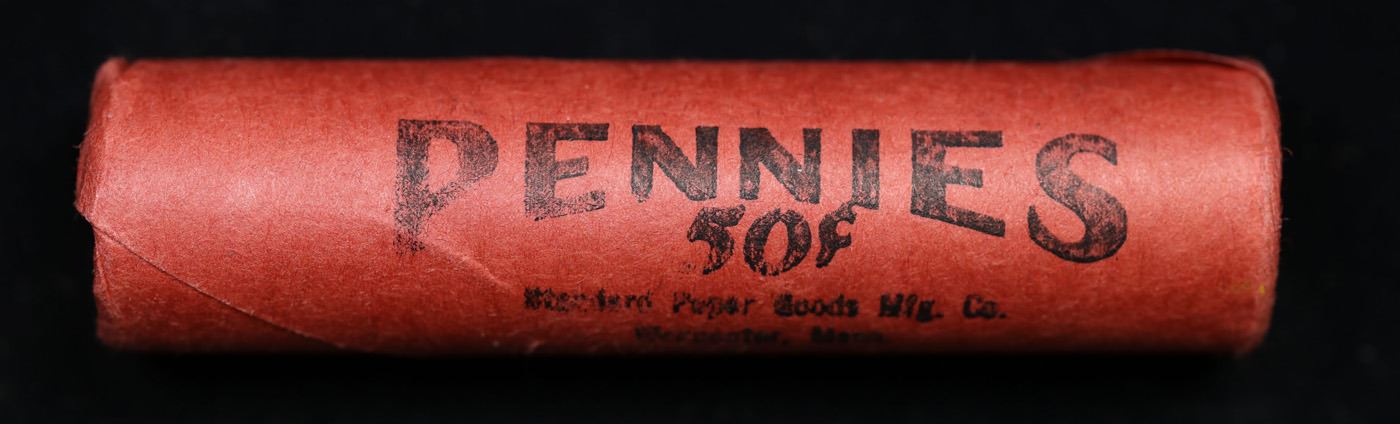 PENNIES
50¢
Standard Paper Goods Mfg. Co.
Worcester, Mass.